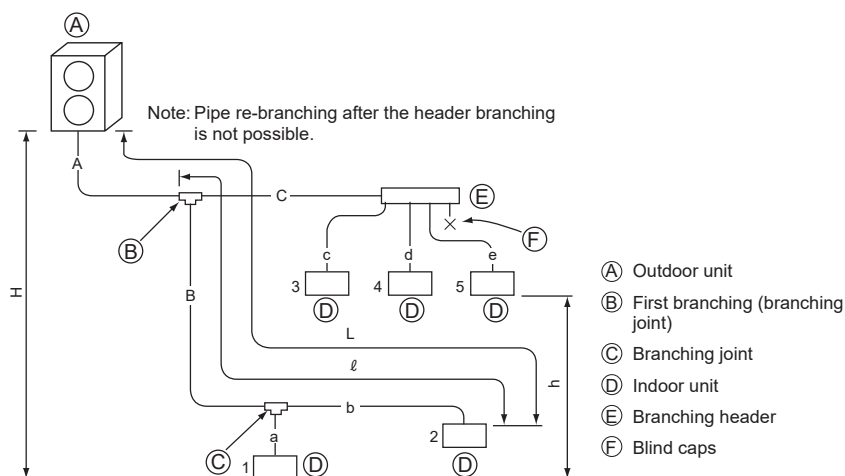 Ⓐ
Note: Pipe re-branching after the header branching
is not possible.
A
C
Ⓔ
Ⓑ
Ⓕ
c
d
e
3
4
5
Ⓓ
Ⓓ
Ⓓ
H
B
L
ℓ
h
b
a
2
Ⓒ
1
Ⓓ
Ⓓ
Ⓐ Outdoor unit
Ⓑ First branching (branching
joint)
Ⓒ Branching joint
Ⓓ Indoor unit
Ⓔ Branching header
Ⓕ Blind caps